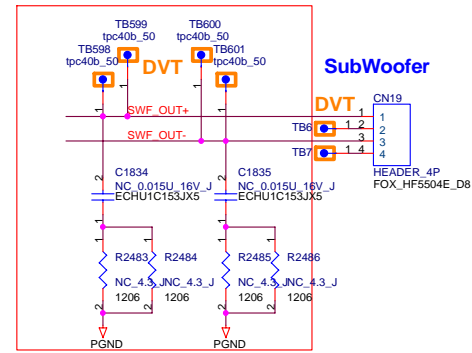 TB599
TB600
tpc40b_50
tpc40b_50
TB598
TB601
tpc40b_50
tpc40b_50
DVT
SubWoofer
1
1
1
1
DVT
CN19
SWF_OUT+
1
1
TB6
1
2
2
SWF_OUT-
3
3
TB7
1
4
4
HEADER_4P
FOX_HF5504E_D8
2
C1834
2
C1835
NC_0.015U_16V_J
NC_0.015U_16V_J
ECHU1C153JX5
ECHU1C153JX5
1
1
1
1
1
1
R2483
R2484
R2485
R2486
NC_4.3_J
NC_4.3_J
NC_4.3_J
NC_4.3_J
1206
1206
1206
1206
2
2
2
2
PGND
PGND